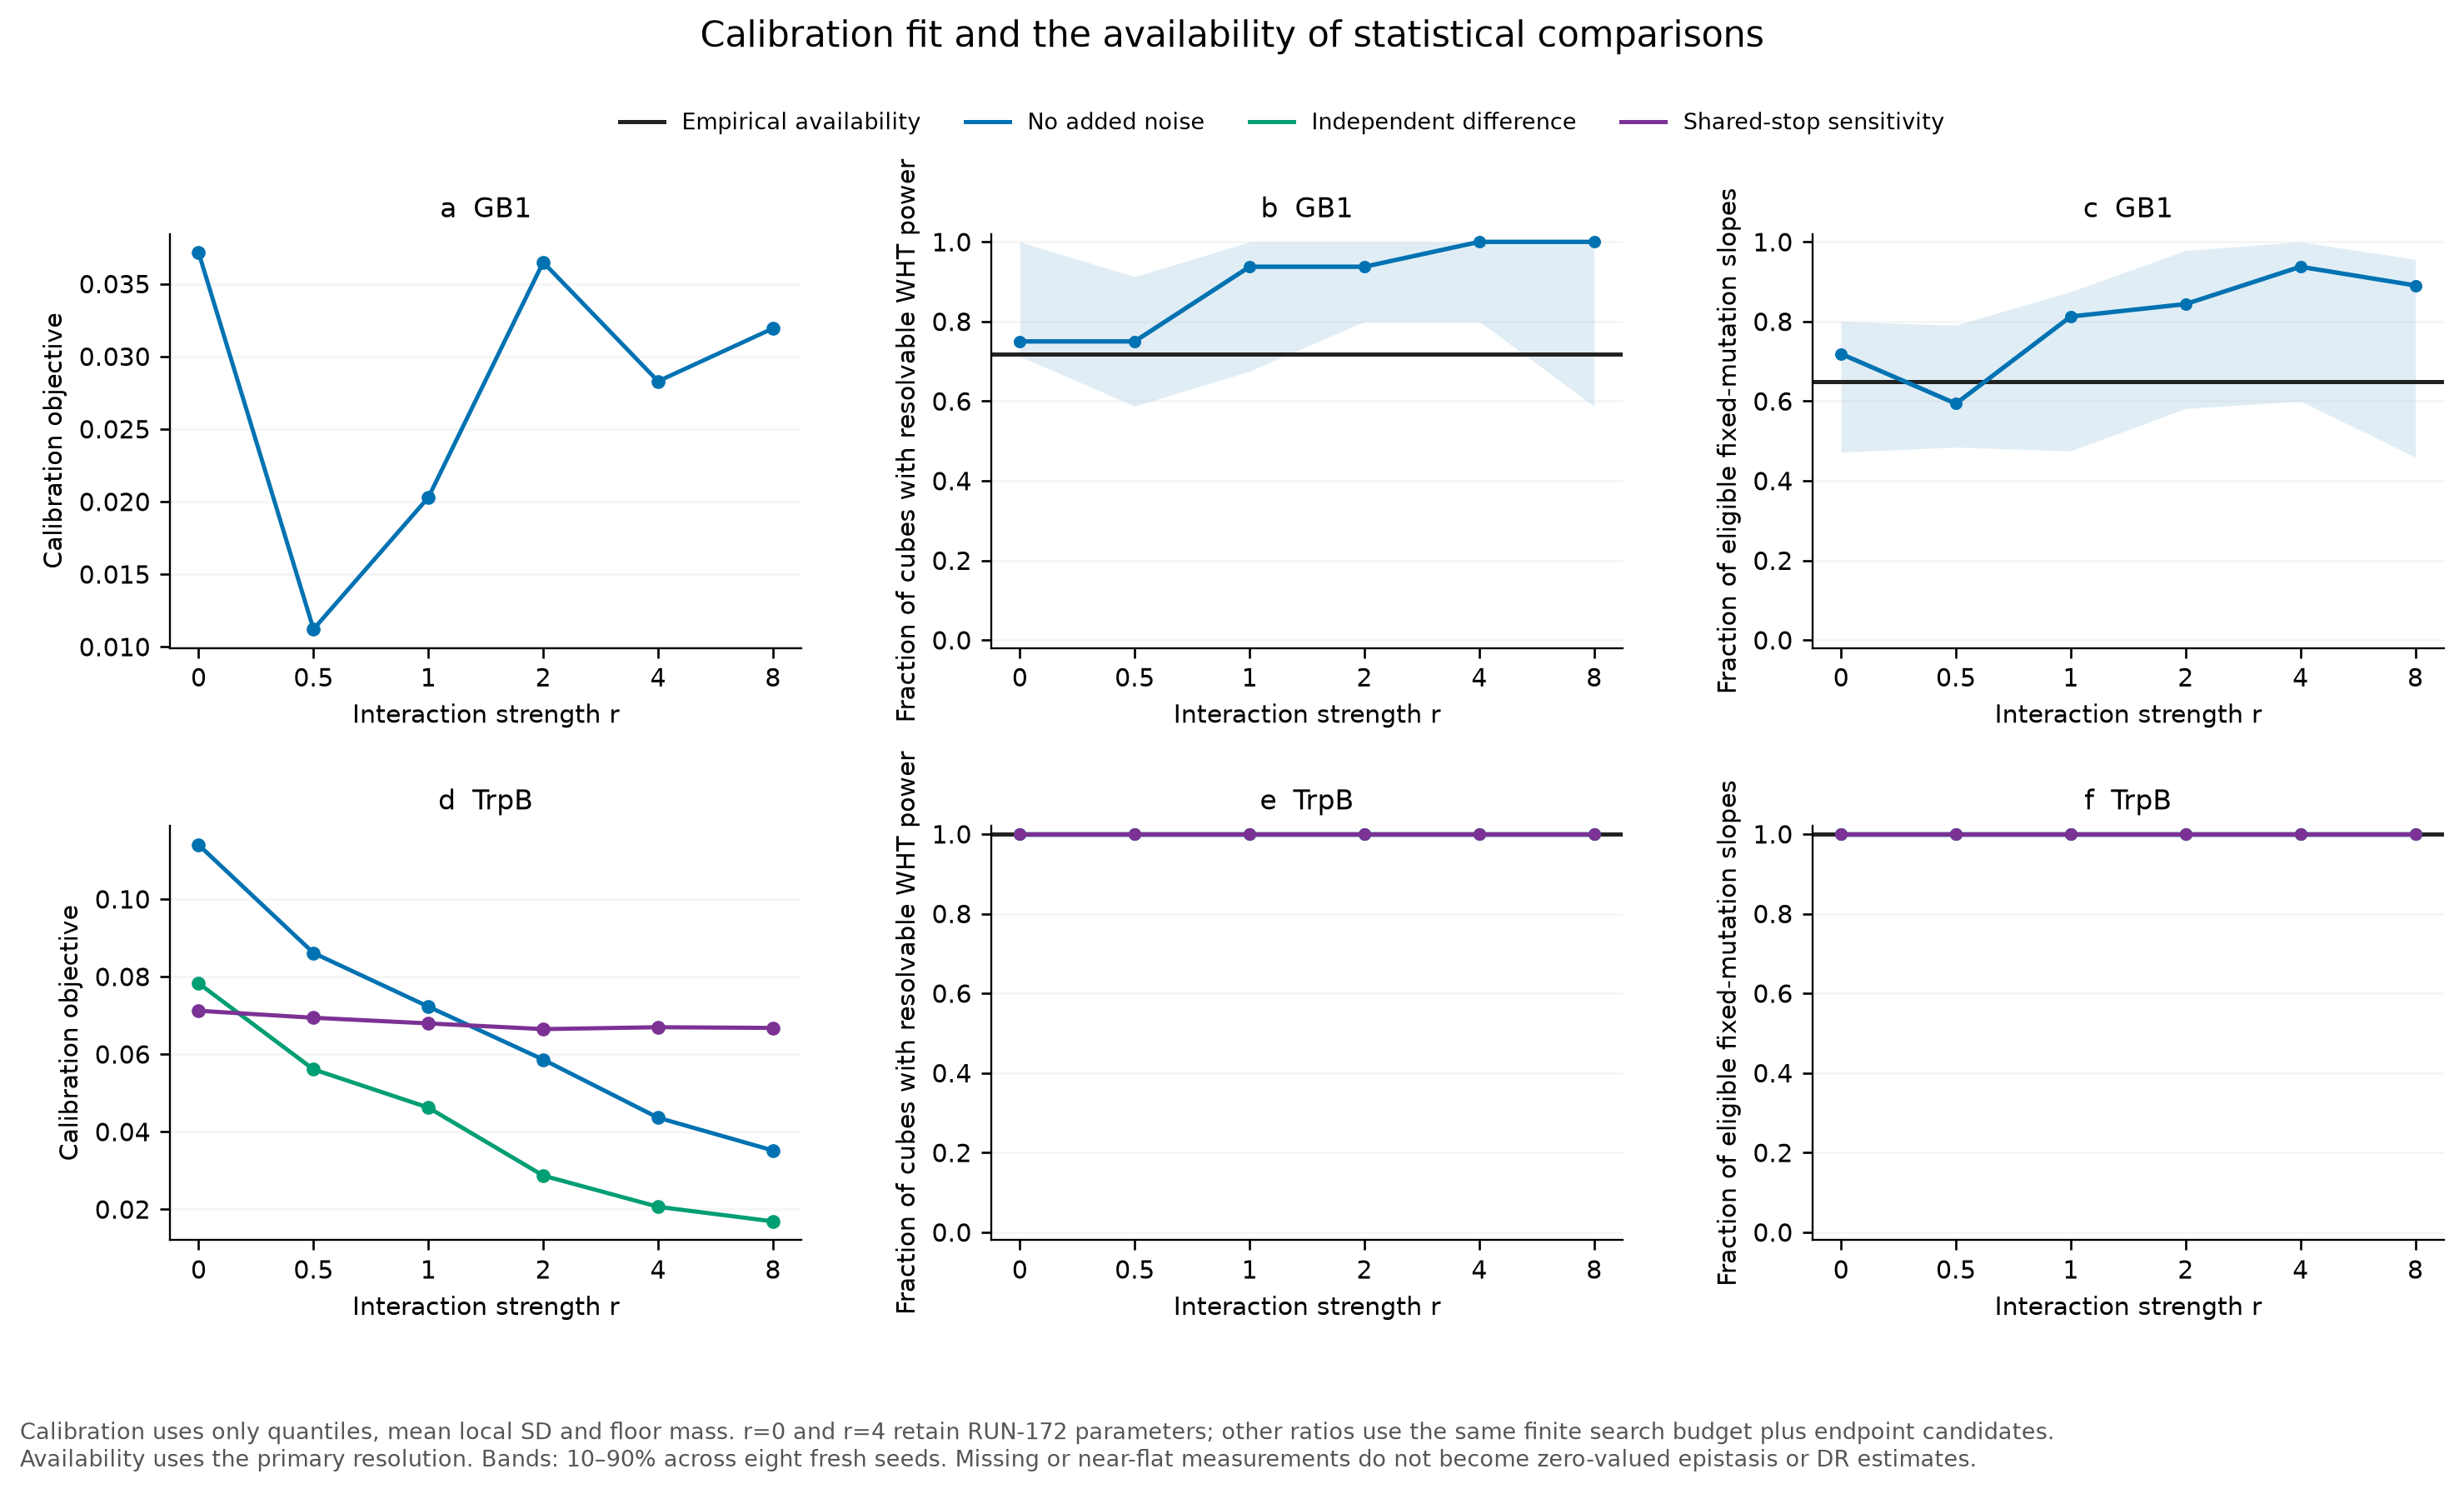 Calibration fit and the availability of statistical comparisons
Empirical availability
No added noise
Independent difference
Shared-stop sensitivity
a GB1
Calibration objective
0.035
0.030
0.025
0.020
0.015
0.010
0
0.5
1
2
4
8
Interaction strength r
b GB1
Fraction of cubes with resolvable WHT power
1.0
0.8
0.6
0.4
0.2
0.0
0
0.5
1
2
4
8
Interaction strength r
c GB1
Fraction of eligible fixed-mutation slopes
1.0
0.8
0.6
0.4
0.2
0.0
0
0.5
1
2
4
8
Interaction strength r
d TrpB
Calibration objective
0.10
0.08
0.06
0.04
0.02
0
0.5
1
2
4
8
Interaction strength r
e TrpB
Fraction of cubes with resolvable WHT power
1.0
0.8
0.6
0.4
0.2
0.0
0
0.5
1
2
4
8
Interaction strength r
f TrpB
Fraction of eligible fixed-mutation slopes
1.0
0.8
0.6
0.4
0.2
0.0
0
0.5
1
2
4
8
Interaction strength r
Calibration uses only quantiles, mean local SD and floor mass. r=0 and r=4 retain RUN-172 parameters; other ratios use the same finite search budget plus endpoint candidates.
Availability uses the primary resolution. Bands: 10–90% across eight fresh seeds. Missing or near-flat measurements do not become zero-valued epistasis or DR estimates.